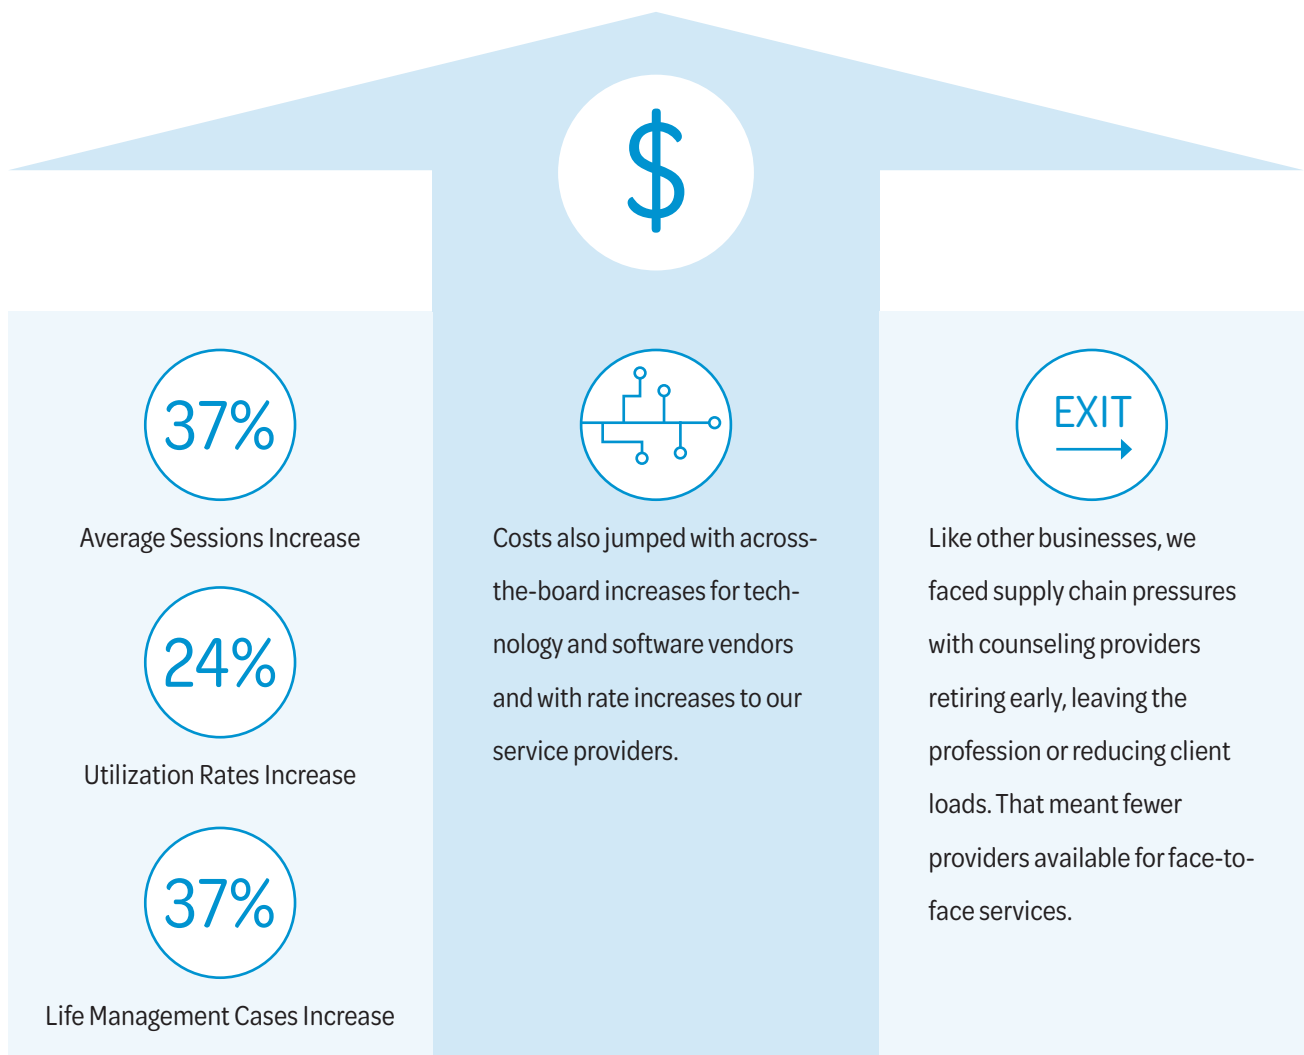 $
37%
Average Sessions Increase
24%
Utilization Rates Increase
37%
Life Management Cases Increase
Costs also jumped with across-
the-board increases for tech-
nology and software vendors
and with rate increases to our
service providers.
EXIT
Like other businesses, we
faced supply chain pressures
with counseling providers
retiring early, leaving the
profession or reducing client
loads. That meant fewer
providers available for face-to-
face services.